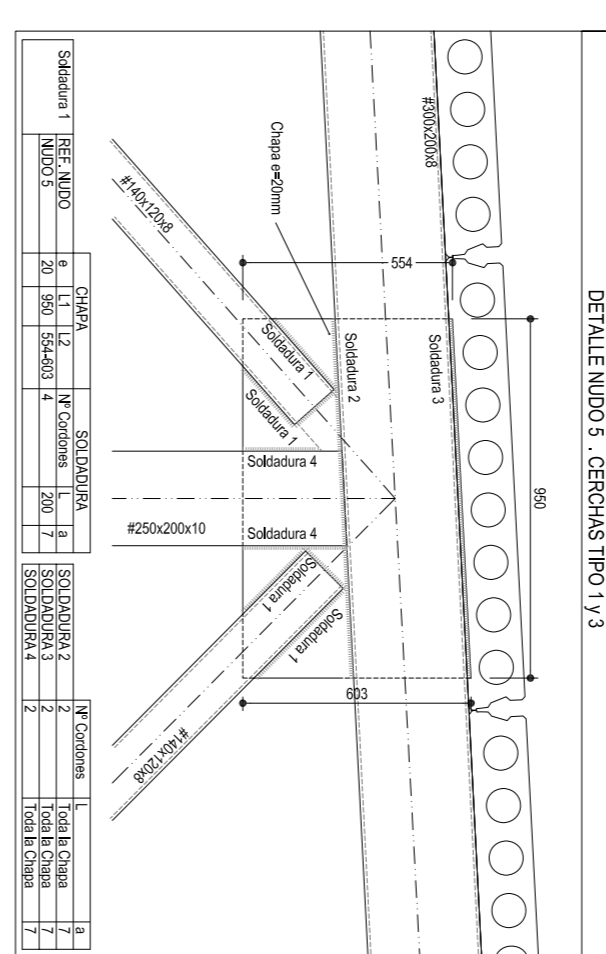 DETALLE NUDO 5 . CERCHAS TIPO 1 y 3
950
#300x200x8
554
Soldadura 3
Chapa e=20mm
Soldadura 2
603
#140x120x8
Soldadura 1
Soldadura 1
Soldadura 4
Soldadura 4
#250x200x10
Soldadura 1
Soldadura 1
#140x120x8
CHAPA SOLDADURA
REF. NUDO e L1 L2 Nº Cordones L a
Soldadura 1 NUDO 5 20 950 554-603 4 200 7
Nº Cordones L a
SOLDADURA 2 2 Toda la Chapa 7
SOLDADURA 3 2 Toda la Chapa 7
SOLDADURA 4 2 Toda la Chapa 7